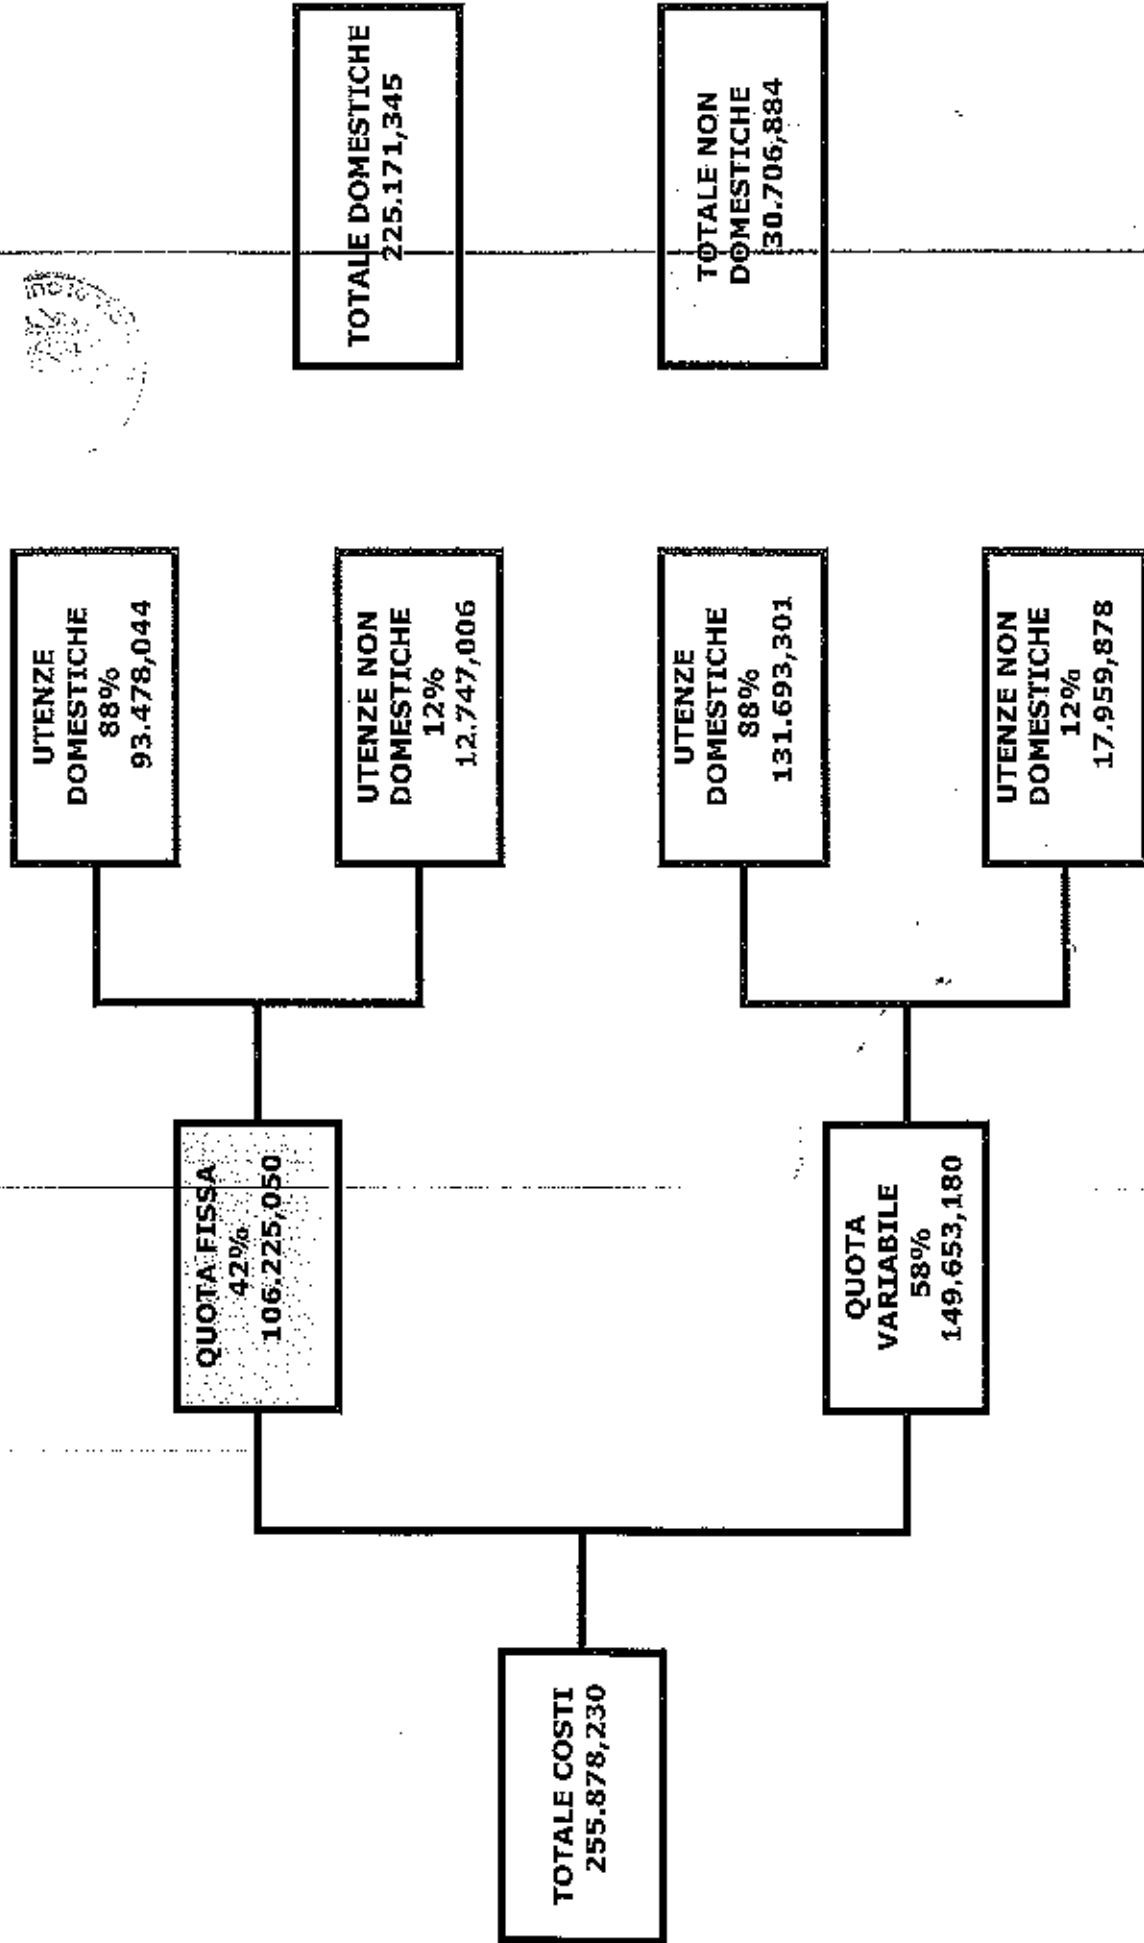 TOTALE COSTI
255.878,230
QUOTA FISSA
42%
106.225,050
UTENZE
DOMESTICHE
88%
93.478,044
UTENZE NON
DOMESTICHE
12%
12.747,006
QUOTA
VARIABILE
58%
149.653,180
UTENZE
DOMESTICHE
88%
131.693,301
UTENZE NON
DOMESTICHE
12%
17.959,878
TOTALE DOMESTICHE
225.171,345
TOTALE NON
DOMESTICHE
30.706,884